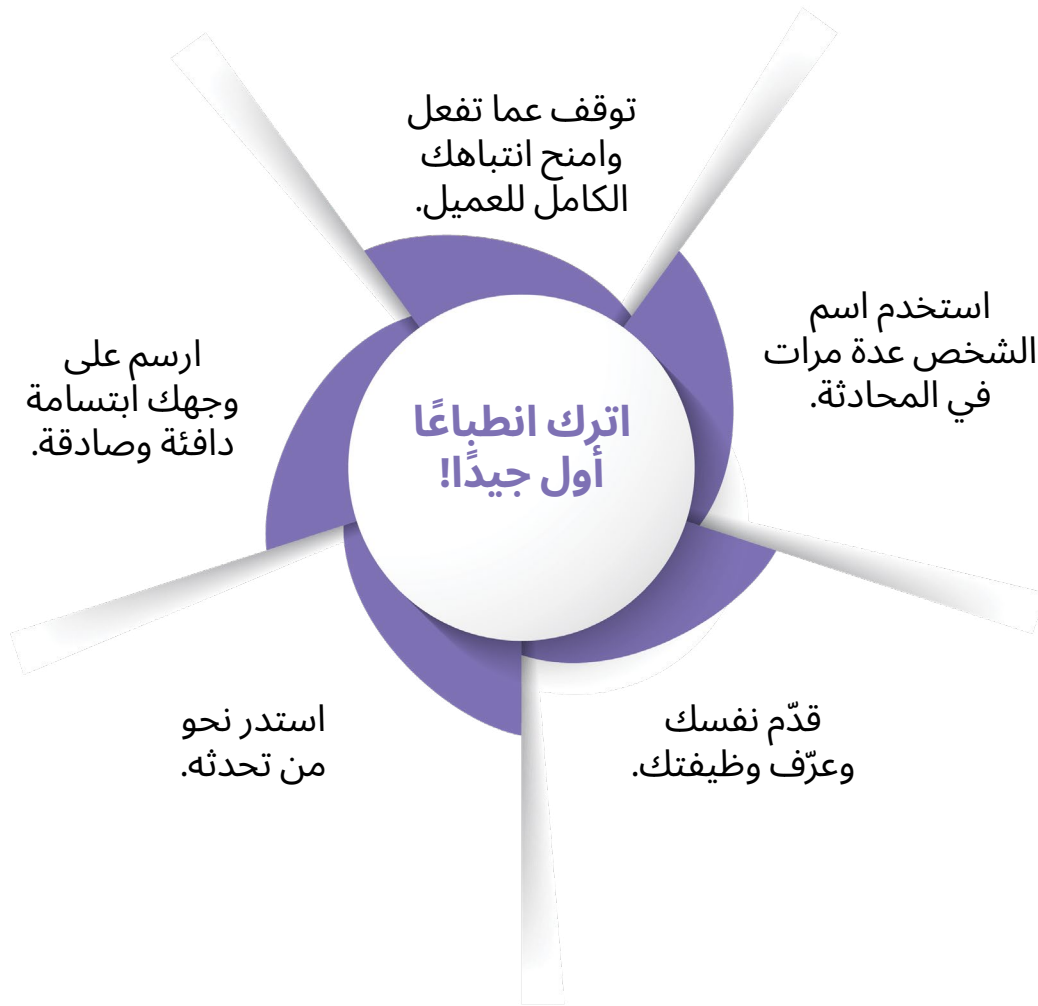 توقف عما تفعل
وامنح انتباهك
الكامل للعميل.
استخدم اسم
الشخص عدة مرات
في المحادثة.
ارسم على
وجهك ابتسامة
دافئة وصادقة.
اترك انطباعًا
أول جيدًا!
قدّم نفسك
وعرّف وظيفتك.
استدر نحو
من تحدثه.